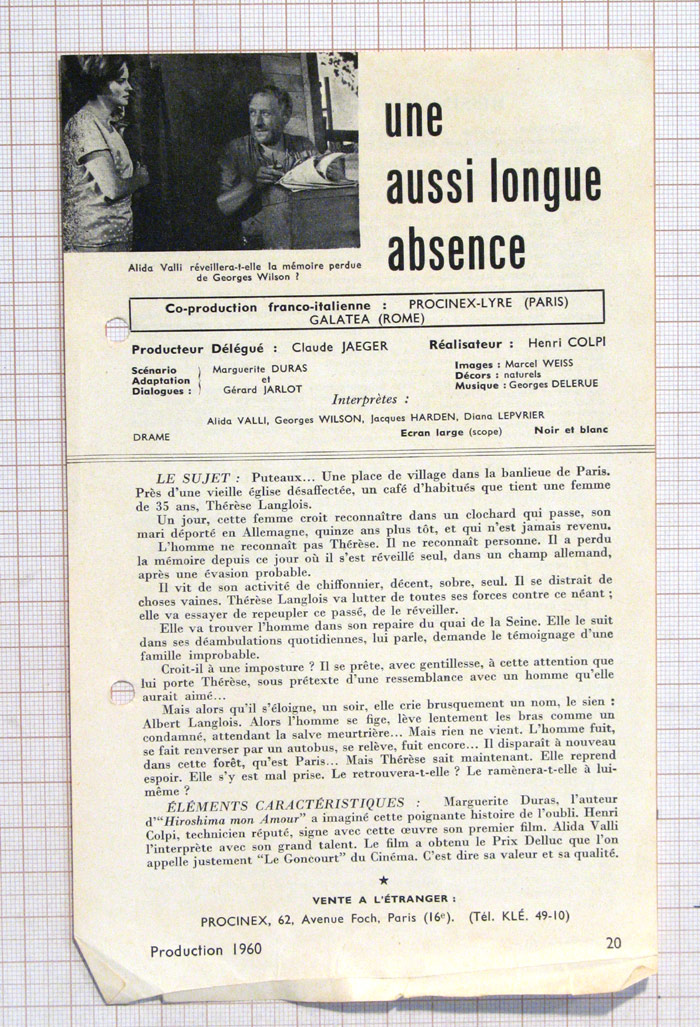 une
aussi longue
absence
Alida Valli réveillera-t-elle la mémoire perdue
de Georges Wilson ?
Co-production franco-italienne : PROCINEX-LYRE (PARIS)
GALATEA (ROME)
Producteur Délégué : Claude JAEGER
Réalisateur : Henri COLPI
Scénario
Adaptation
Dialogues :
Marguerite DURAS
et
Gérard JARLOT
Images : Marcel WEISS
Décors : naturels
Musique : Georges DELERUE
Interprètes :
Alida VALLI, Georges WILSON, Jacques HARDEN, Diana LEPVRIER
DRAME
Ecran large (scope)
Noir et blanc
LE SUJET : Puteaux... Une place de village dans la banlieue de Paris.
Près d'une vieille église désaffectée, un café d'habitués que tient une femme
de 35 ans, Thérèse Langlois.
Un jour, cette femme croit reconnaître dans un clochard qui passe, son
mari déporté en Allemagne, quinze ans plus tôt, et qui n'est jamais revenu.
L'homme ne reconnaît pas Thérèse. Il ne reconnaît personne. Il a perdu
la mémoire depuis ce jour où il s'est réveillé seul, dans un champ allemand,
après une évasion probable.
Il vit de son activité de chiffonnier, décent, sobre, seul. Il se distrait de
choses vaines. Thérèse Langlois va lutter de toutes ses forces contre ce néant ;
elle va essayer de repeupler ce passé, de le réveiller.
Elle va trouver l'homme dans son repaire du quai de la Seine. Elle le suit
dans ses déambulations quotidiennes, lui parle, demande le témoignage d'une
famille improbable.
Croit-il à une imposture ? Il se prête, avec gentillesse, à cette attention que
lui porte Thérèse, sous prétexte d'une ressemblance avec un homme qu'elle
aurait aimé...
Mais alors qu'il s'éloigne, un soir, elle crie brusquement un nom, le sien :
Albert Langlois. Alors l'homme se fige, lève lentement les bras comme un
condamné, attendant la salve meurtrière... Mais rien ne vient. L'homme fuit,
se fait renverser par un autobus, se relève, fuit encore... Il disparaît à nouveau
dans cette forêt, qu'est Paris... Mais Thérèse sait maintenant. Elle reprend
espoir. Elle s'y est mal prise. Le retrouvera-t-elle ? Le ramènera-t-elle à lui-
même ?
ÉLÉMENTS CARACTÉRISTIQUES : Marguerite Duras, l'auteur
d'"Hiroshima mon Amour" a imaginé cette poignante histoire de l'oubli. Henri
Colpi, technicien réputé, signe avec cette œuvre son premier film. Alida Valli
l'interprète avec son grand talent. Le film a obtenu le Prix Delluc que l'on
appelle justement "Le Goncourt" du Cinéma. C'est dire sa valeur et sa qualité.
★
VENTE A L'ÉTRANGER :
PROCINEX, 62, Avenue Foch, Paris (16e). (Tél. KLÉ. 49-10)
Production 1960
20